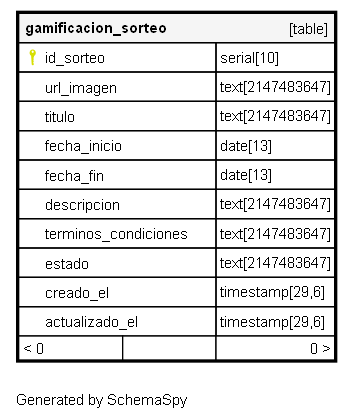 gamificacion_sorteo [table]
id_sorteo serial[10]
url_imagen text[2147483647]
titulo text[2147483647]
fecha_inicio date[13]
fecha_fin date[13]
descripcion text[2147483647]
terminos_condiciones text[2147483647]
estado text[2147483647]
creado_el timestamp[29,6]
actualizado_el timestamp[29,6]
< 0 0 >
Generated by SchemaSpy